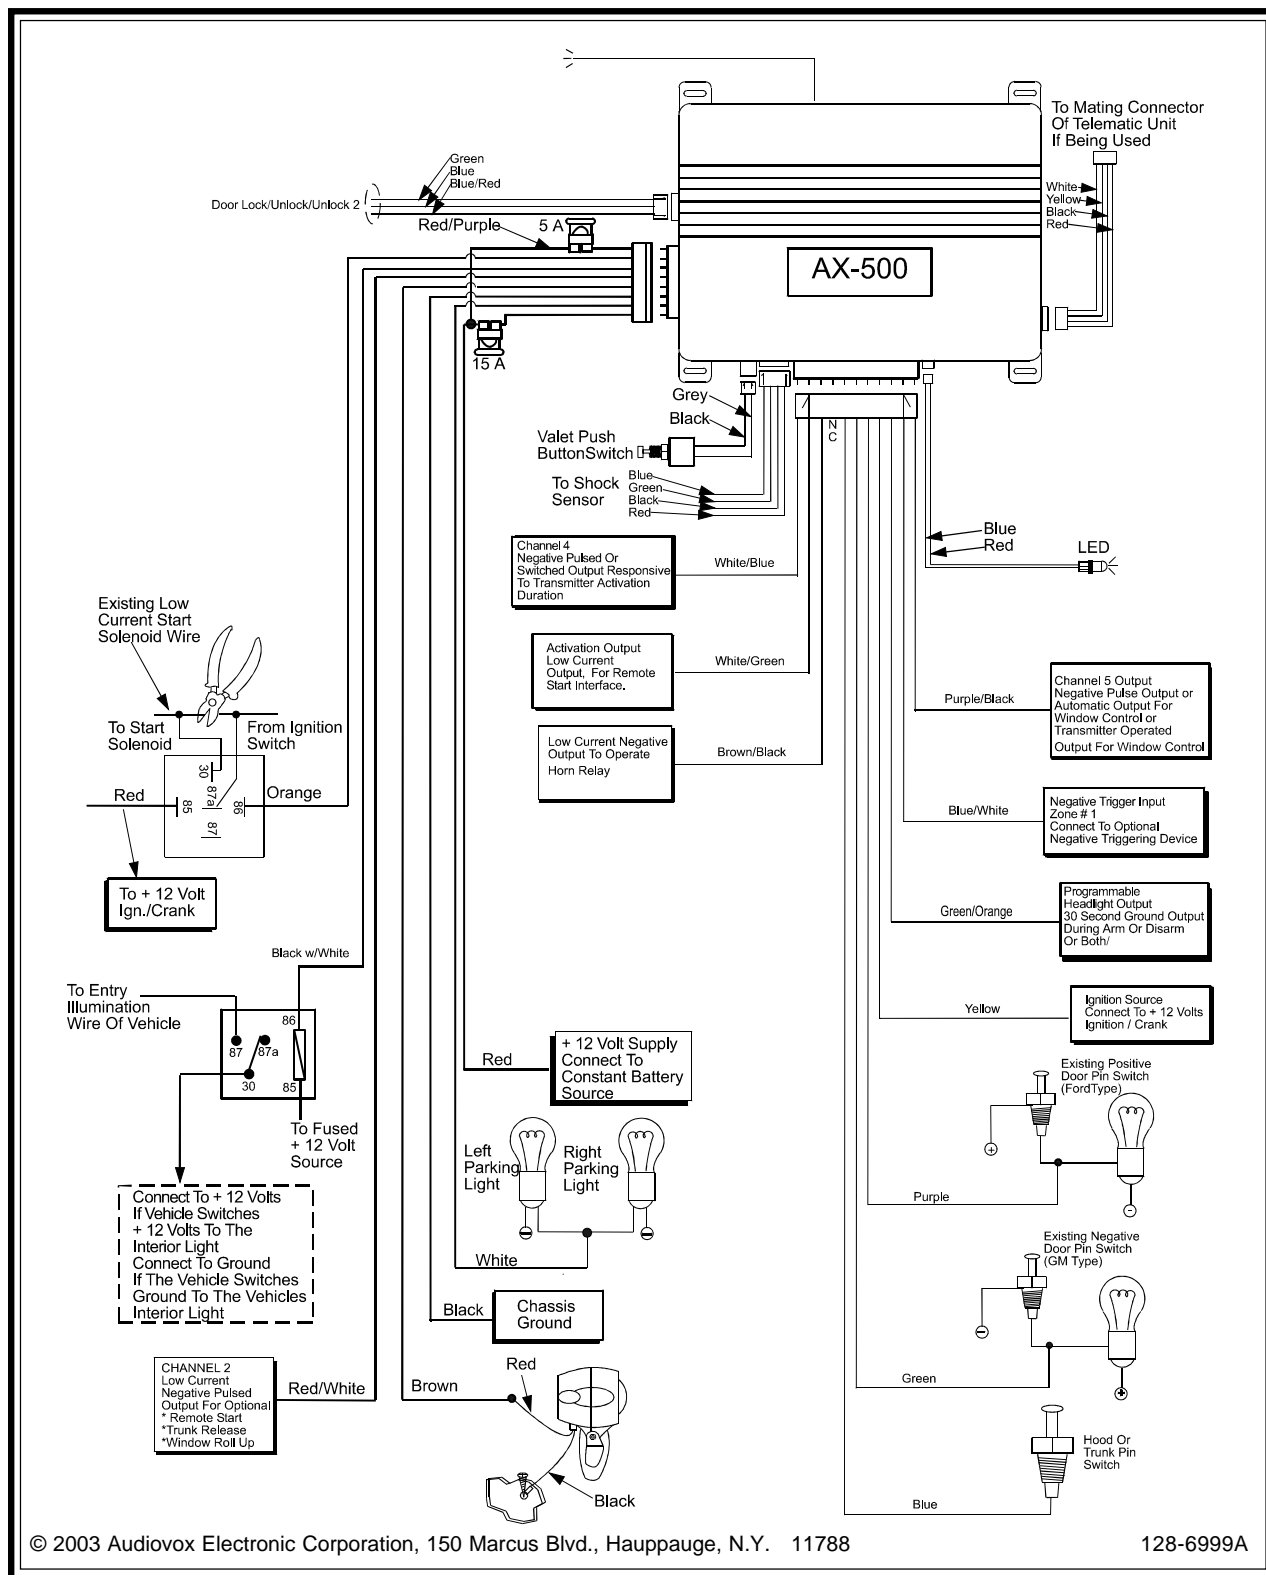 To Mating Connector
Of Telematic Unit
If Being Used
White
Yellow
Black
Red
Green
Blue
Blue/Red
Door Lock/Unlock/Unlock 2
Red/Purple
5 A
AX-500
15 A
Grey
Black
N
C
Valet Push
ButtonSwitch
To Shock
Sensor
Blue
Green
Black
Red
Blue
Red
LED
Channel 4
Negative Pulsed Or
Switched Output Responsive
To Transmitter Activation
Duration
White/Blue
Activation Output
Low Current
Output, For Remote
Start Interface.
White/Green
Low Current Negative
Output To Operate
Horn Relay
Brown/Black
Existing Low
Current Start
Solenoid Wire
To Start
Solenoid
From Ignition
Switch
30
87a
85
86
87
Red
Orange
To + 12 Volt
Ign./Crank
Purple/Black
Channel 5 Output
Negative Pulse Output or
Automatic Output For
Window Control or
Transmitter Operated
Output For Window Control
Blue/White
Negative Trigger Input
Zone # 1
Connect To Optional
Negative Triggering Device
Green/Orange
Programmable
Headlight Output
30 Second Ground Output
During Arm Or Disarm
Or Both/
Yellow
Ignition Source
Connect To + 12 Volts
Ignition / Crank
Black w/White
To Entry
Illumination
Wire Of Vehicle
86
87
87a
30
85
To Fused
+ 12 Volt
Source
Connect To + 12 Volts
If Vehicle Switches
+ 12 Volts To The
Interior Light
Connect To Ground
If The Vehicle Switches
Ground To The Vehicles
Interior Light
Red
+ 12 Volt Supply
Connect To
Constant Battery
Source
Left
Parking
Light
Right
Parking
Light
White
Black
Chassis
Ground
Existing Positive
Door Pin Switch
(FordType)
+
-
Purple
Existing Negative
Door Pin Switch
(GM Type)
-
+
Green
CHANNEL 2
Low Current
Negative Pulsed
Output For Optional
* Remote Start
*Trunk Release
*Window Roll Up
Red/White
Brown
Red
Black
Hood Or
Trunk Pin
Switch
Blue
© 2003 Audiovox Electronic Corporation, 150 Marcus Blvd., Hauppauge, N.Y. 11788
128-6999A